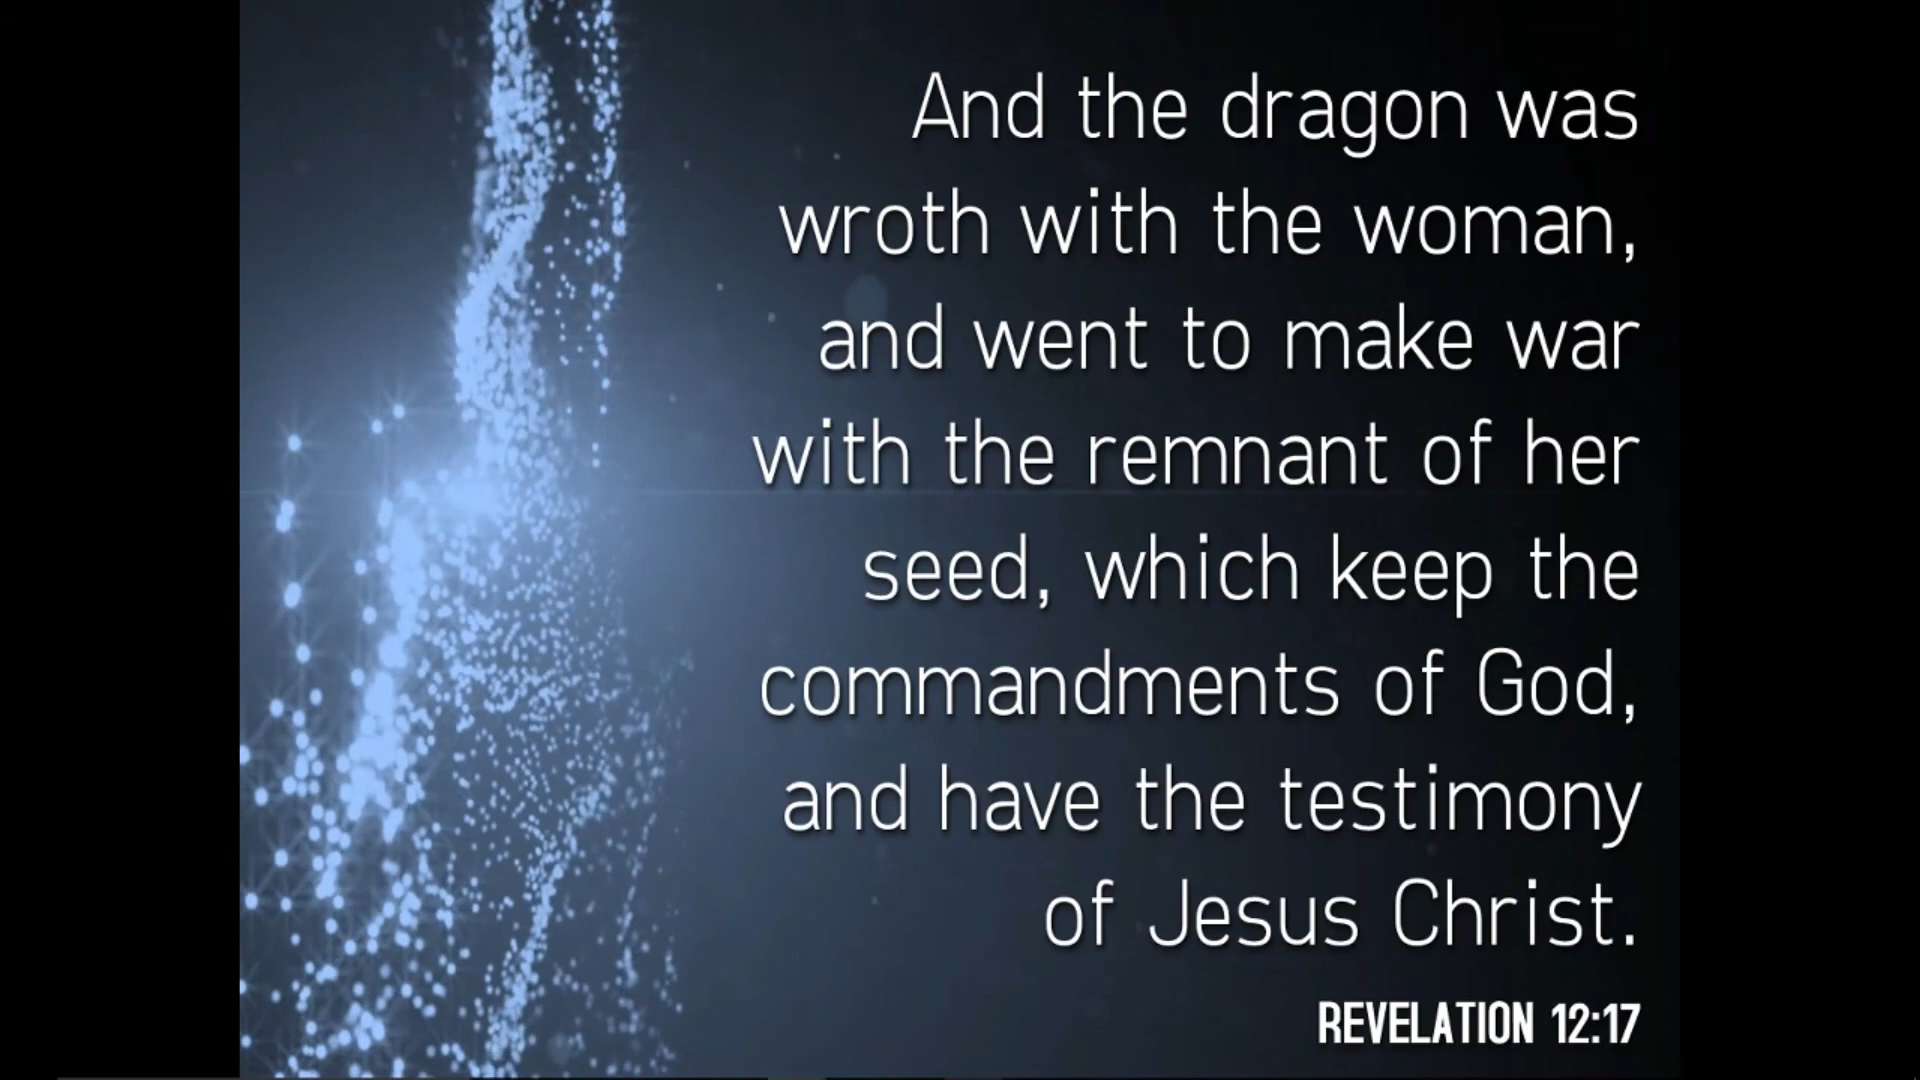 And the dragon was
wroth with the woman,
and went to make war
with the remnant of her
seed, which keep the
commandments of God,
and have the testimony
of Jesus Christ.
REVELATION 12:17